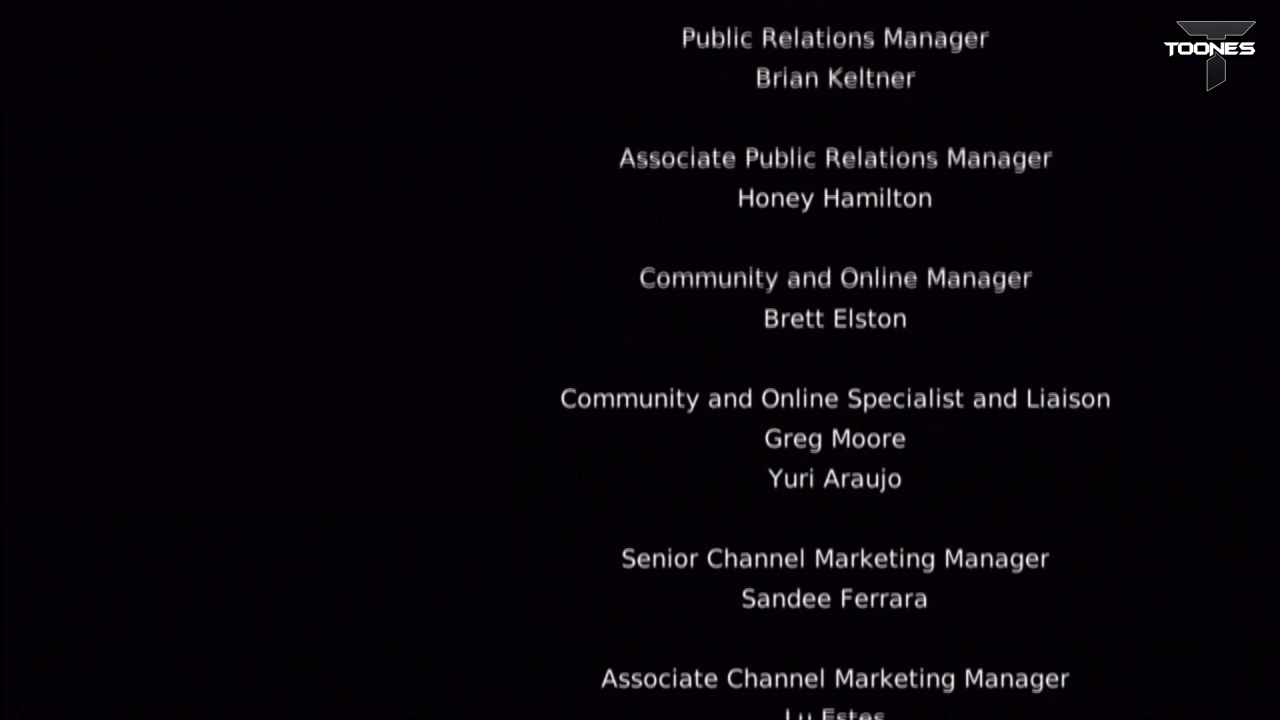 Public Relations Manager
TOONES
Brian Keltner
Associate Public Relations Manager
Honey Hamilton
Community and Online Manager
Brett Elston
Community and Online Specialist and Liaison
Greg Moore
Yuri Araujo
Senior Channel Marketing Manager
Sandee Ferrara
Associate Channel Marketing Manager
Lu Estes